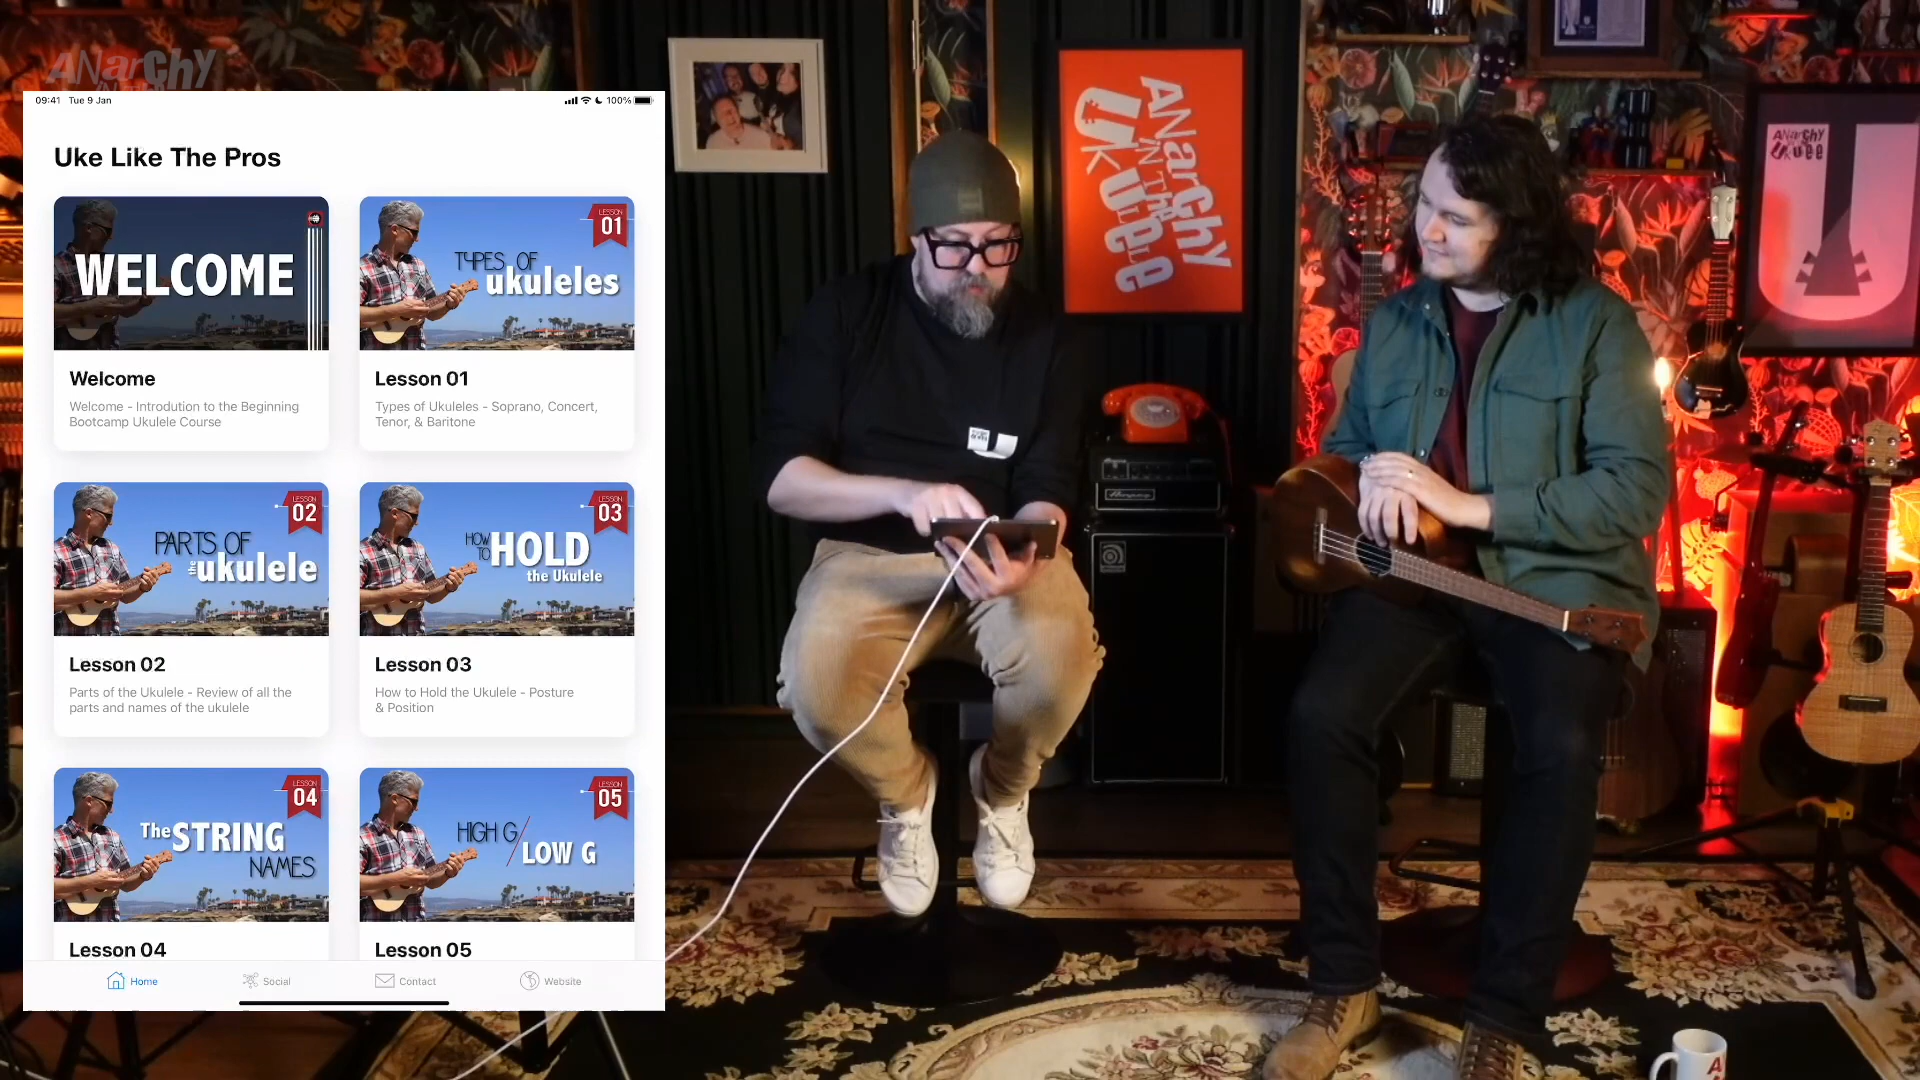 ANarchy
09:41 Tue 9 Jan
100%
Uke Like The Pros
WELCOME
Welcome
Welcome - Introdution to the Beginning
Bootcamp Ukulele Course
LESSON
01
TYPES OF
ukuleles
Lesson 01
Types of Ukuleles - Soprano, Concert,
Tenor, & Baritone
LESSON
02
PARTS OF
the ukulele
Lesson 02
Parts of the Ukulele - Review of all the
parts and names of the ukulele
LESSON
03
HOW
TO HOLD
the Ukulele
Lesson 03
How to Hold the Ukulele - Posture
& Position
LESSON
04
The STRING
NAMES
Lesson 04
LESSON
05
HIGH G/
LOW G
Lesson 05
Home
Social
Contact
Website
ANarchy
iN THe
UKuLeLe
Ampeg
ANarchy
U
A